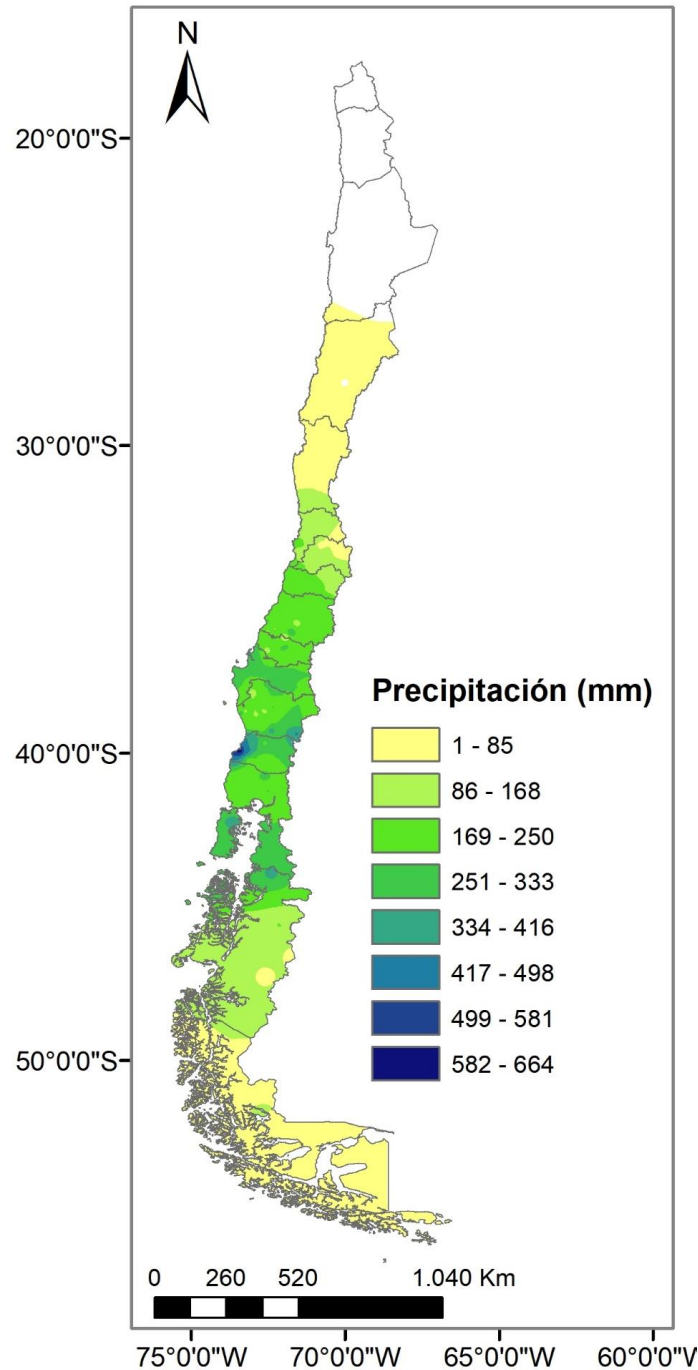 N
20°0'0"S
30°0'0"S
40°0'0"S
50°0'0"S
Precipitación (mm)
1 - 85
86 - 168
169 - 250
251 - 333
334 - 416
417 - 498
499 - 581
582 - 664
0 260 520 1.040 Km
75°0'0"W 70°0'0"W 65°0'0"W 60°0'0"W